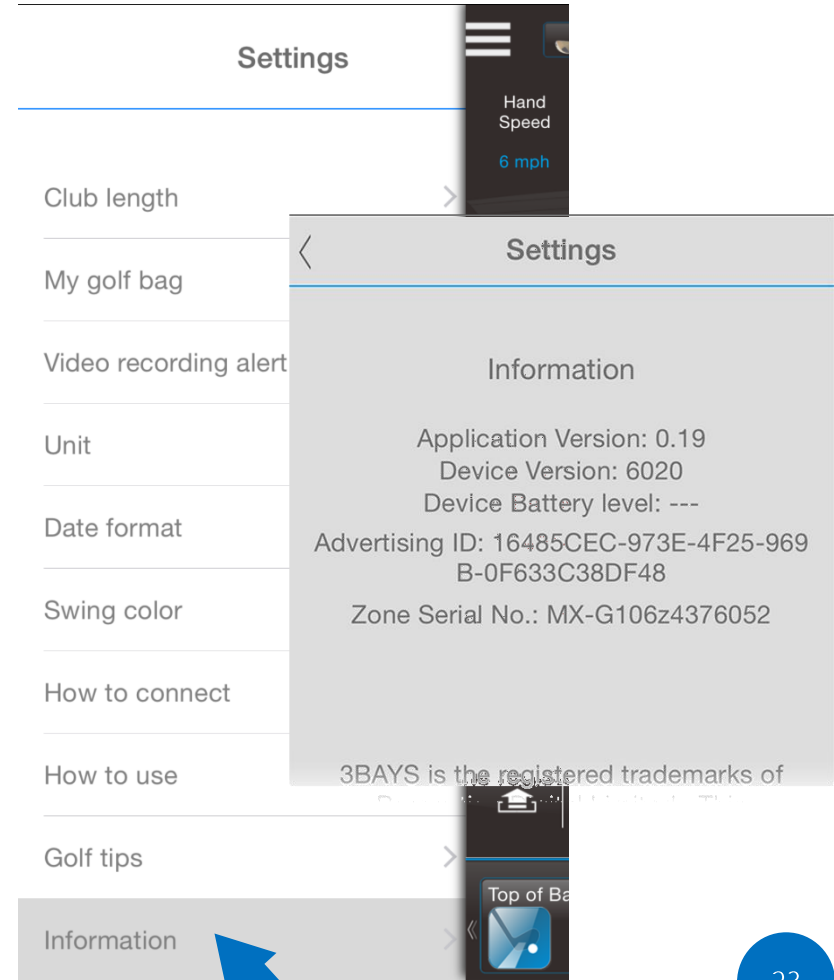 Settings
Hand
Speed
6 mph
Club length
My golf bag
Video recording alert
Unit
Date format
Swing color
How to connect
How to use
Golf tips
Information
Settings
Information
Application Version: 0.19
Device Version: 6020
Device Battery level: ---
Advertising ID: 16485CEC-973E-4F25-969
B-0F633C38DF48
Zone Serial No.: MX-G106z4376052
3BAYS is the registered trademarks of
Top of Ba
23